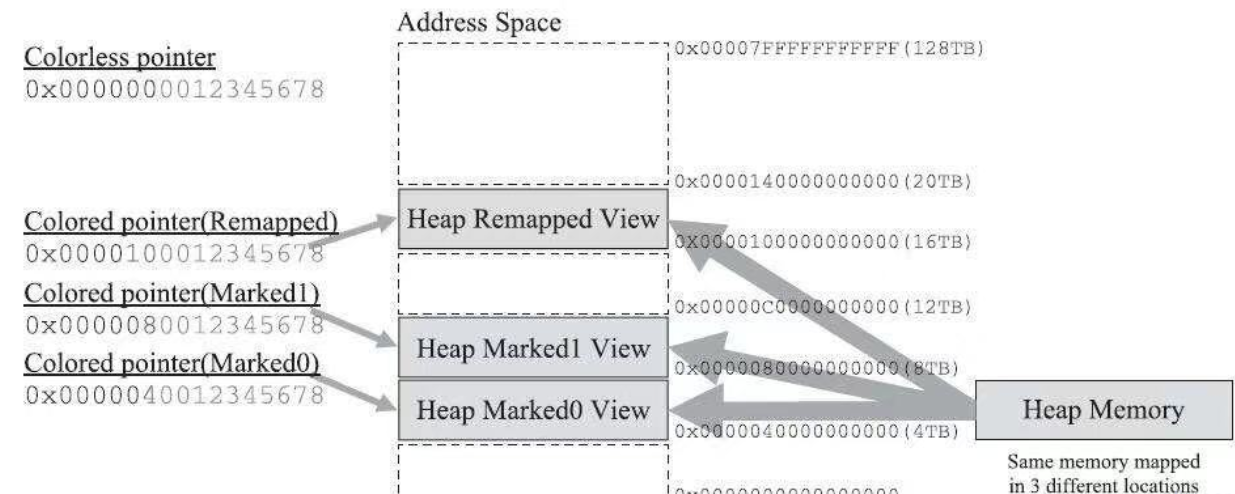 Address Space
0x00007FFFFFFFFFFF(128TB)
Colorless pointer
0x0000000012345678
0x0000140000000000(20TB)
Colored pointer(Remapped)
0x0000100012345678
Heap Remapped View
0X0000100000000000(16TB)
Colored pointer(Marked1)
0x0000080012345678
0x00000C0000000000(12TB)
Heap Marked1 View
Colored pointer(Marked0)
0x0000040012345678
0x0000080000000000(8TB)
Heap Marked0 View
Heap Memory
0x0000040000000000(4TB)
Same memory mapped
in 3 different locations